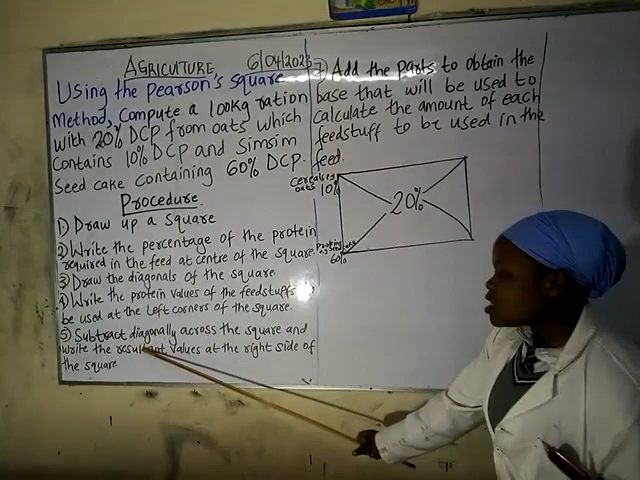 AGRICULTURE, 6/04/2023
Using the Pearson's square
Method, Compute a 100kg ration
with 20% DCP from oats which
Contains 10% DCP and Simsim
Seed cake containing 60% DCP.
Procedure
1) Draw up a square
2) Write the percentage of the protein
required in the feed at centre of the square.
3) Draw the diagonals of the square
4) Write the protein values of the feedstuffs to
be used at the left corners of the square.
5) Subtract diagonally across the square and
write the resultant values at the right side of
the square.
7) Add the parts to obtain the
base that will be used to
Calculate the amount of each
feedstuff to be used in the
feed.
Cereals eg
oats 10%
20%
60%